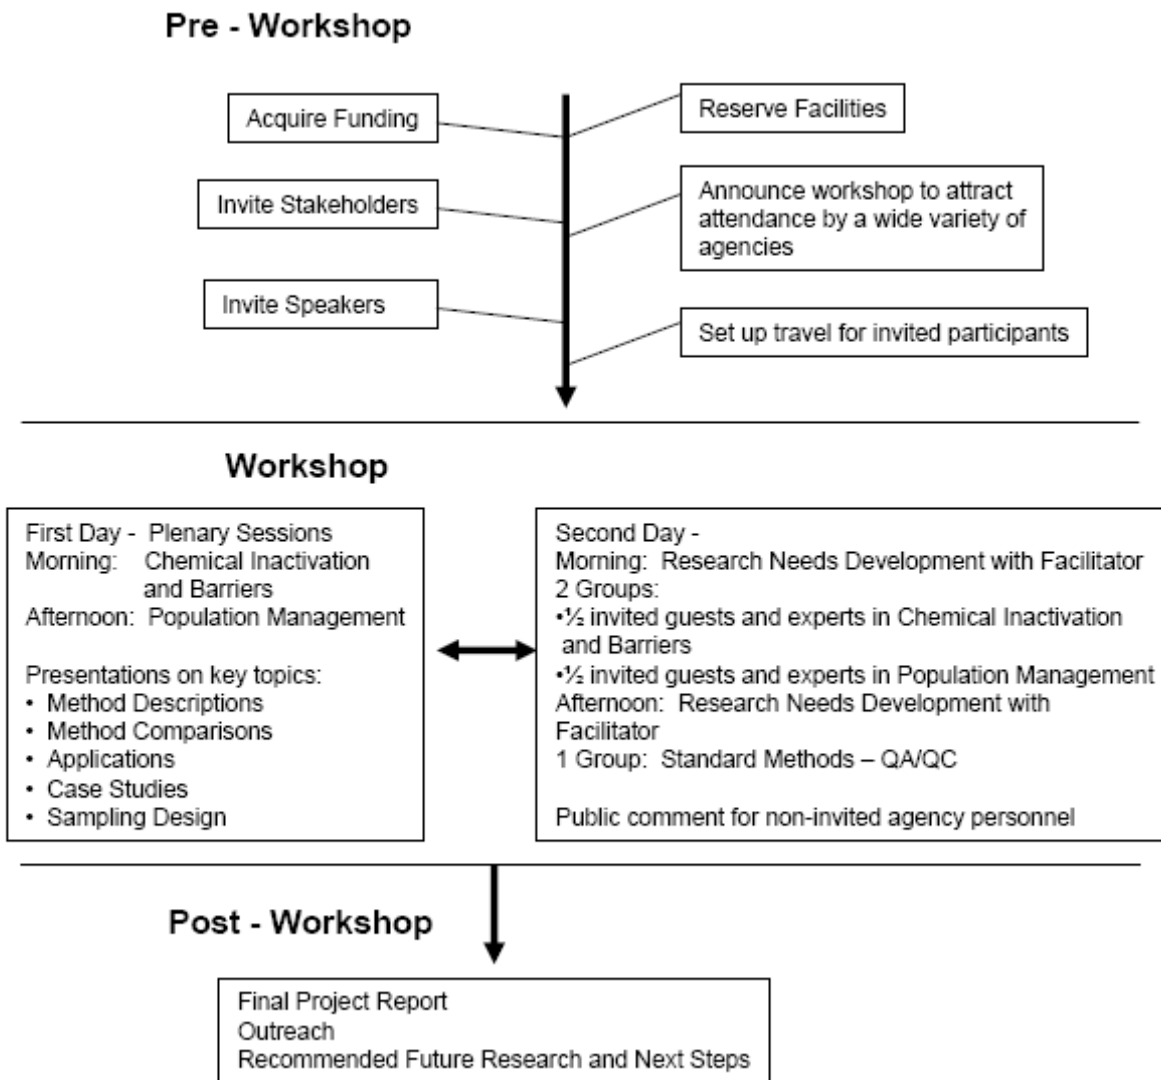 Pre - Workshop
Acquire Funding
Reserve Facilities
Invite Stakeholders
Announce workshop to attract
attendance by a wide variety of
agencies
Invite Speakers
Set up travel for invited participants
Workshop
First Day - Plenary Sessions
Morning: Chemical Inactivation
and Barriers
Afternoon: Population Management
Presentations on key topics:
• Method Descriptions
• Method Comparisons
• Applications
• Case Studies
• Sampling Design
Second Day -
Morning: Research Needs Development with Facilitator
2 Groups:
•½ invited guests and experts in Chemical Inactivation
and Barriers
•½ invited guests and experts in Population Management
Afternoon: Research Needs Development with
Facilitator
1 Group: Standard Methods – QA/QC
Public comment for non-invited agency personnel
Post - Workshop
Final Project Report
Outreach
Recommended Future Research and Next Steps